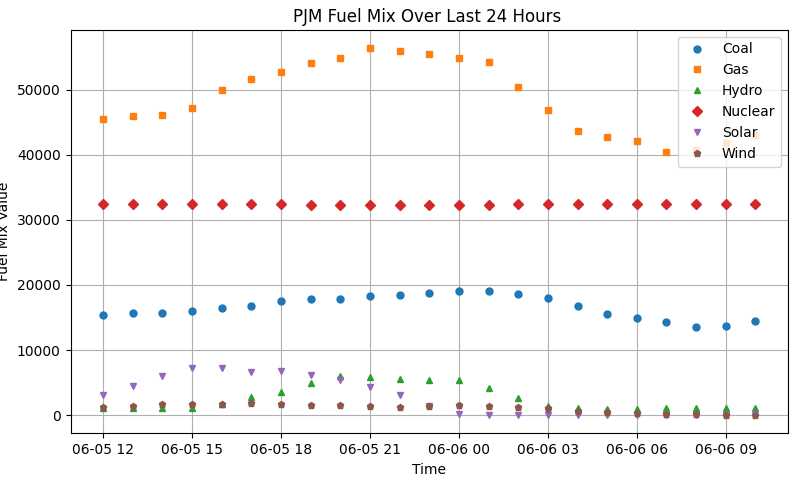 PJM Fuel Mix Over Last 24 Hours
Fuel Mix Value
50000
40000
30000
20000
10000
0
Coal
Gas
Hydro
Nuclear
Solar
Wind
06-05 12 06-05 15 06-05 18 06-05 21 06-06 00 06-06 03 06-06 06 06-06 09
Time